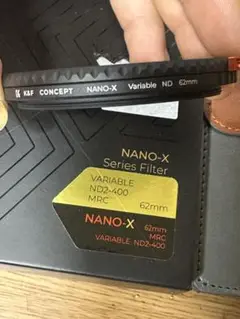 K&F CONCEPT NANO-X Variable ND 62mm
NANO-X
Series Filter
VARIABLE
ND2-400
MRC 62mm
NANO-X 62mm
MRC
VARIABLE ND2-400